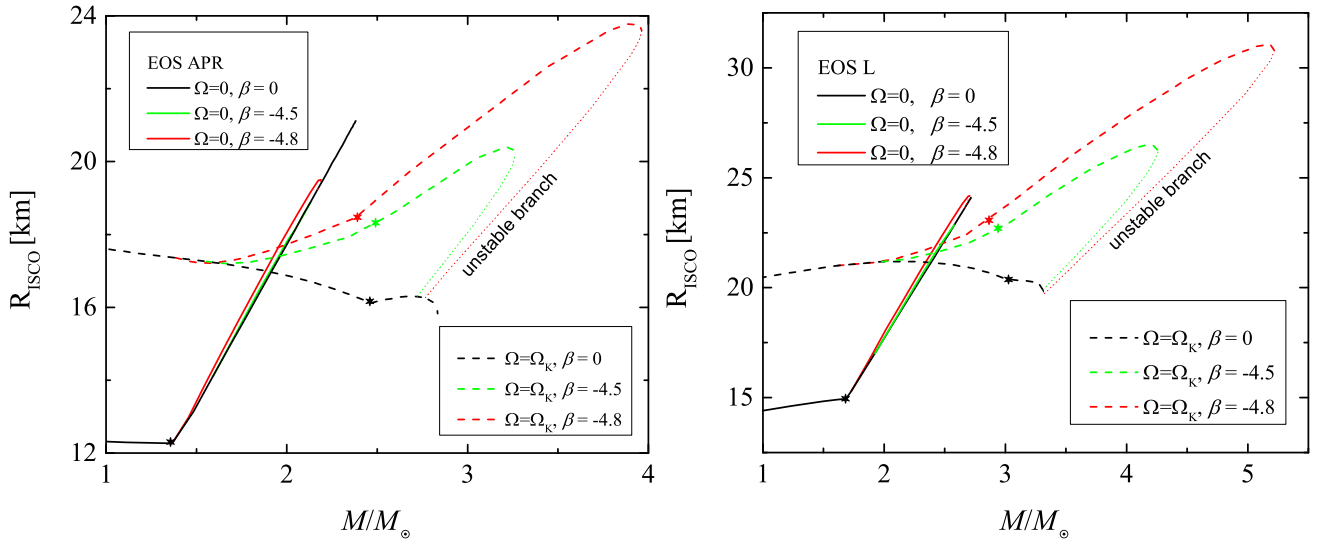 24
20
16
12
R_ISCO [km]
1
2
3
4
M/M_⊙
EOS APR
Ω=0, β = 0
Ω=0, β = -4.5
Ω=0, β = -4.8
unstable branch
Ω=Ω_K, β = 0
Ω=Ω_K, β = -4.5
Ω=Ω_K, β = -4.8
30
25
20
15
R_ISCO [km]
1
2
3
4
5
M/M_⊙
EOS L
Ω=0, β = 0
Ω=0, β = -4.5
Ω=0, β = -4.8
unstable branch
Ω=Ω_K, β = 0
Ω=Ω_K, β = -4.5
Ω=Ω_K, β = -4.8